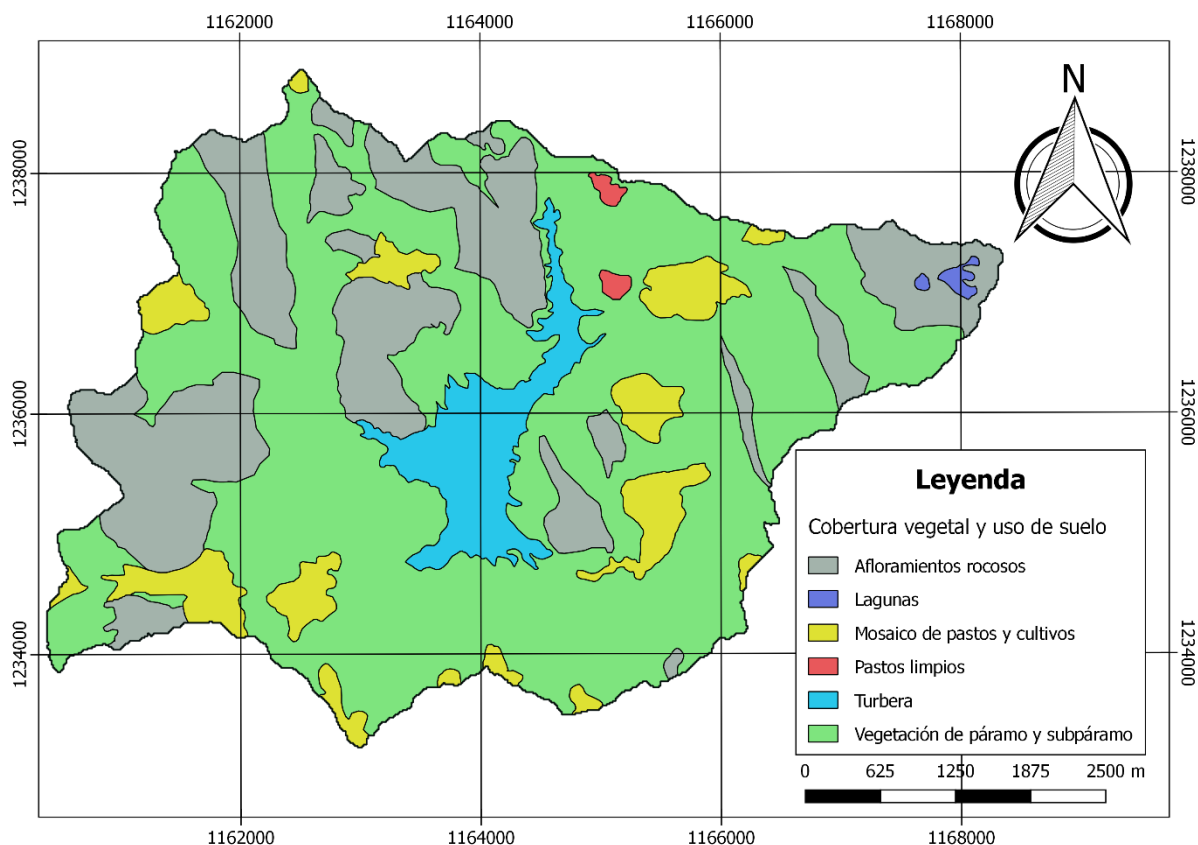 1162000 1164000 1166000 1168000
N
1238000 1238000
1236000 1236000
Leyenda
Cobertura vegetal y uso de suelo
Afloramientos rocosos
Lagunas
Mosaico de pastos y cultivos
Pastos limpios
Turbera
Vegetación de páramo y subpáramo
1234000 1234000
0 625 1250 1875 2500 m
1162000 1164000 1166000 1168000